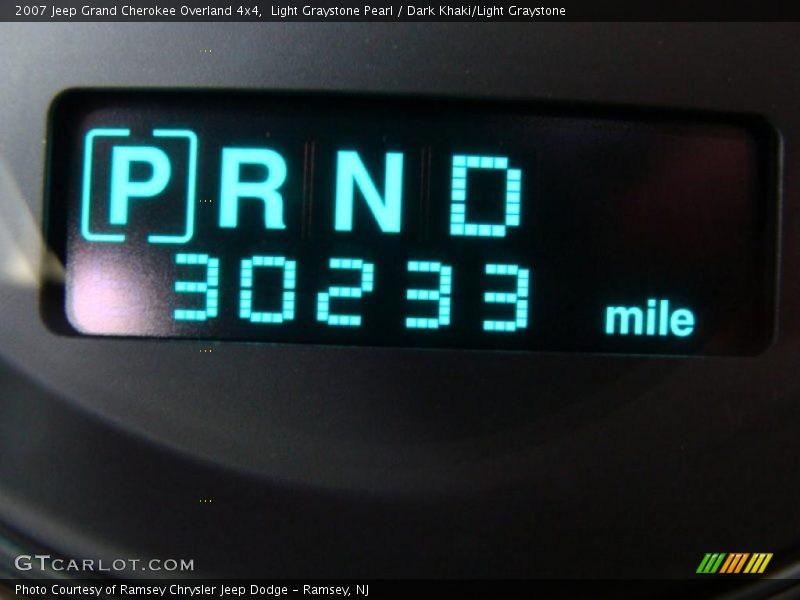 2007 Jeep Grand Cherokee Overland 4x4, Light Graystone Pearl / Dark Khaki/Light Graystone
P R N D
30233 mile
GTCARLOT.COM
Photo Courtesy of Ramsey Chrysler Jeep Dodge - Ramsey, NJ